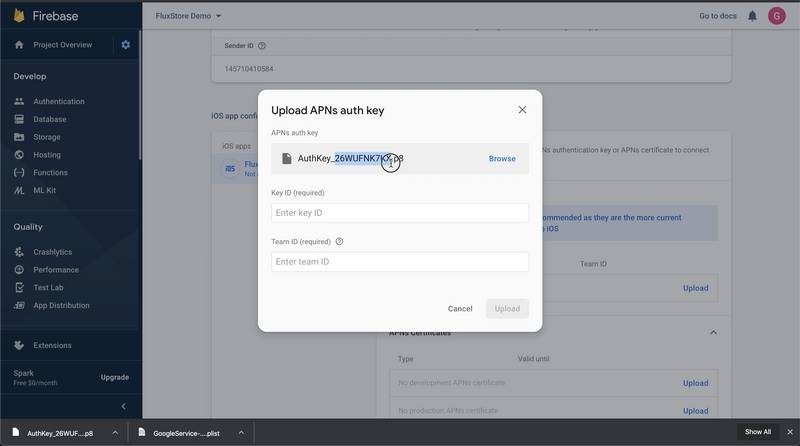 Firebase
FluxStore Demo
Go to docs
G
Project Overview
Develop
Authentication
Database
Storage
Hosting
Functions
ML Kit
Quality
Crashlytics
Performance
Test Lab
App Distribution
Extensions
Spark
Free $0/month
Upgrade
Sender ID
145710410584
iOS app confi
iOS apps
iOS
Flu
Not
Upload APNs auth key
APNs auth key
Browse
Key ID (required)
Enter key ID
Team ID (required)
Enter team ID
Cancel
Upload
Ns authentication key or APNs certificate to connect
ommended as they are the more current
iOS
Team ID
Upload
APNs Certificates
Type
Valid until
No development APNs certificate
Upload
No production APNs certificate
Upload
AuthKey_26WUF....p8
GoogleService-....plist
Show All